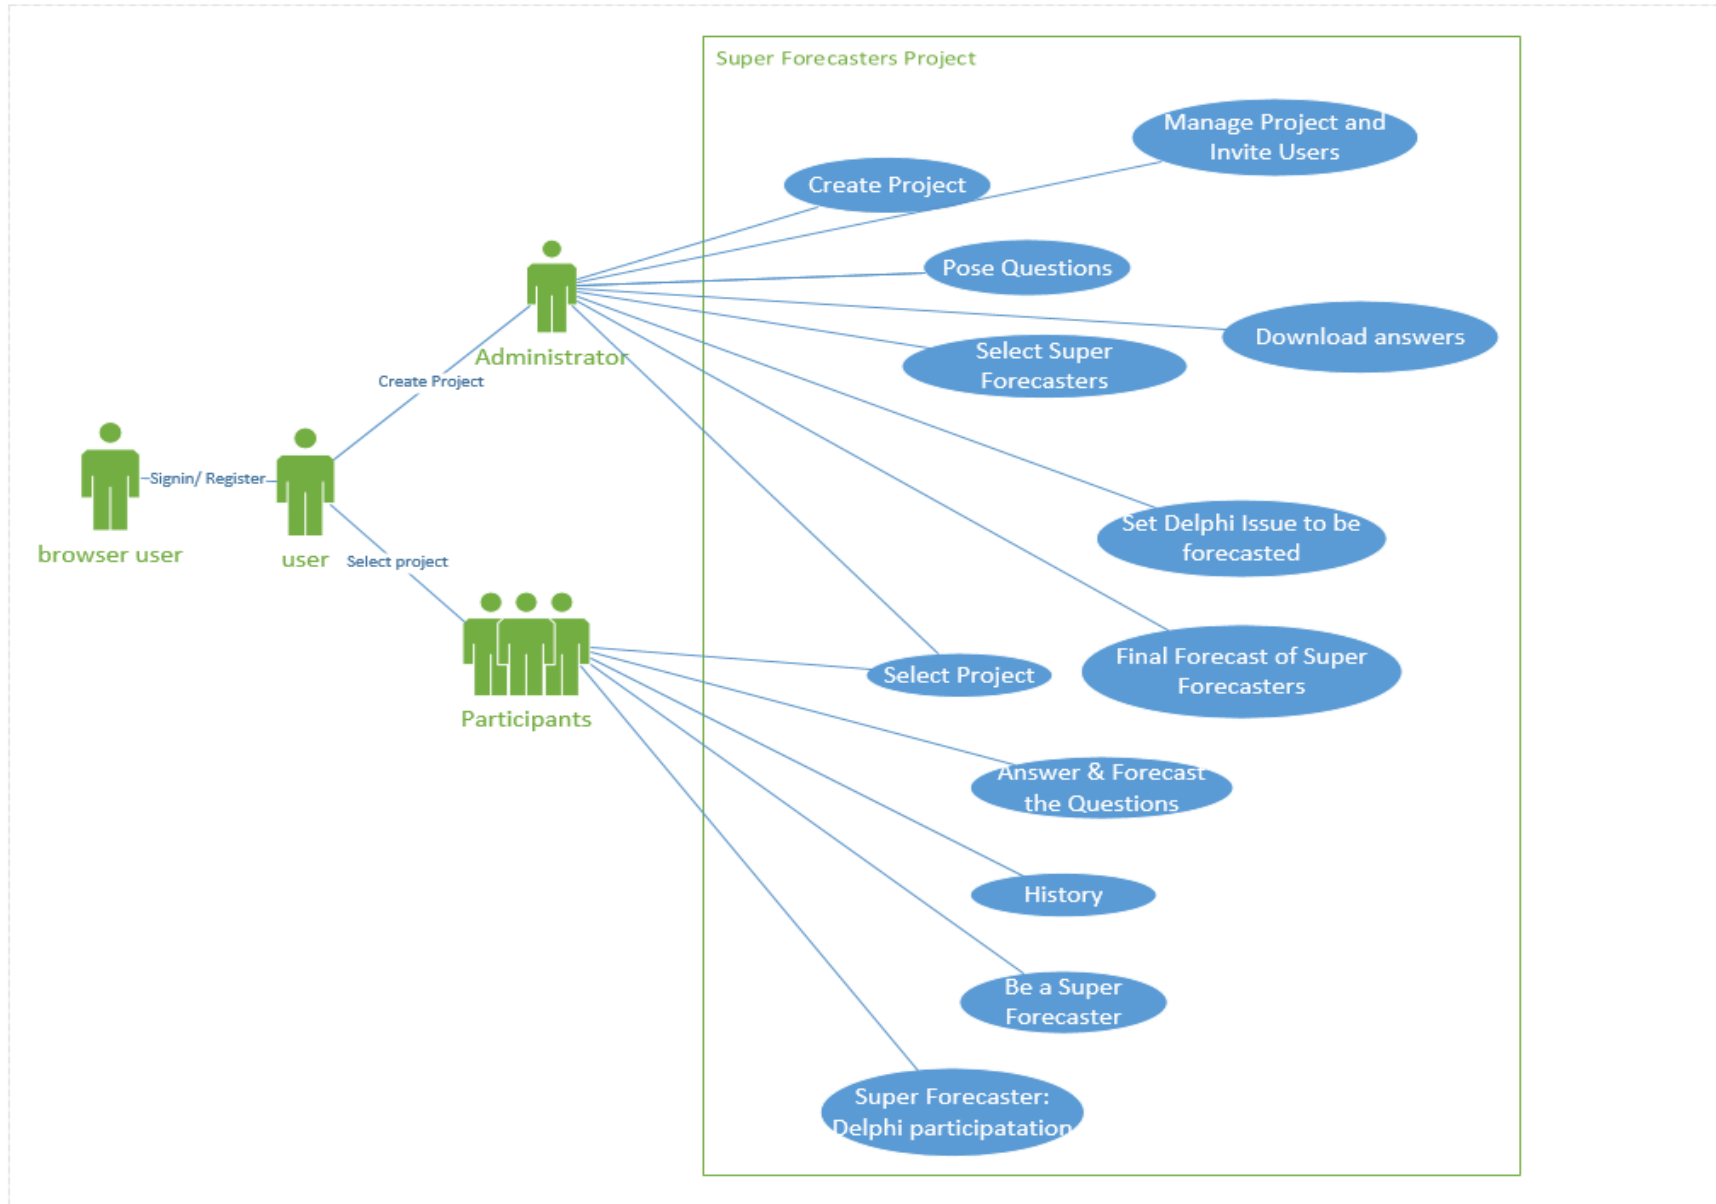 Super Forecasters Project
Manage Project and
Invite Users
Create Project
Pose Questions
Download answers
Select Super
Forecasters
Administrator
Create Project
Signin/ Register
browser user
user
Select project
Set Delphi Issue to be
forecasted
Participants
Select Project
Final Forecast of Super
Forecasters
Answer & Forecast
the Questions
History
Be a Super
Forecaster
Super Forecaster:
Delphi participatation